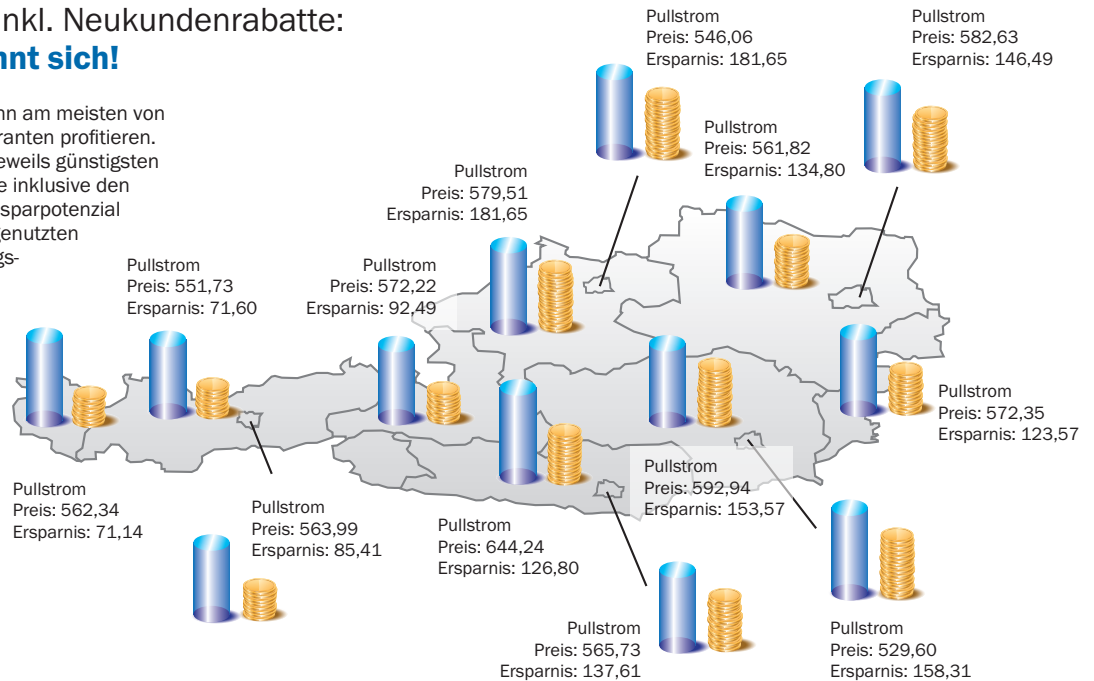 nkl. Neukundenrabatte:
nnt sich!
nn am meisten von
ranten profitieren.
eweils günstigsten
e inklusive den
sparpotenzial
genutzten
gs-
Pullstrom
Preis: 546,06
Ersparnis: 181,65
Pullstrom
Preis: 582,63
Ersparnis: 146,49
Pullstrom
Preis: 561,82
Ersparnis: 134,80
Pullstrom
Preis: 579,51
Ersparnis: 181,65
Pullstrom
Preis: 551,73
Ersparnis: 71,60
Pullstrom
Preis: 572,22
Ersparnis: 92,49
Pullstrom
Preis: 572,35
Ersparnis: 123,57
Pullstrom
Preis: 592,94
Ersparnis: 153,57
Pullstrom
Preis: 562,34
Ersparnis: 71,14
Pullstrom
Preis: 563,99
Ersparnis: 85,41
Pullstrom
Preis: 644,24
Ersparnis: 126,80
Pullstrom
Preis: 565,73
Ersparnis: 137,61
Pullstrom
Preis: 529,60
Ersparnis: 158,31